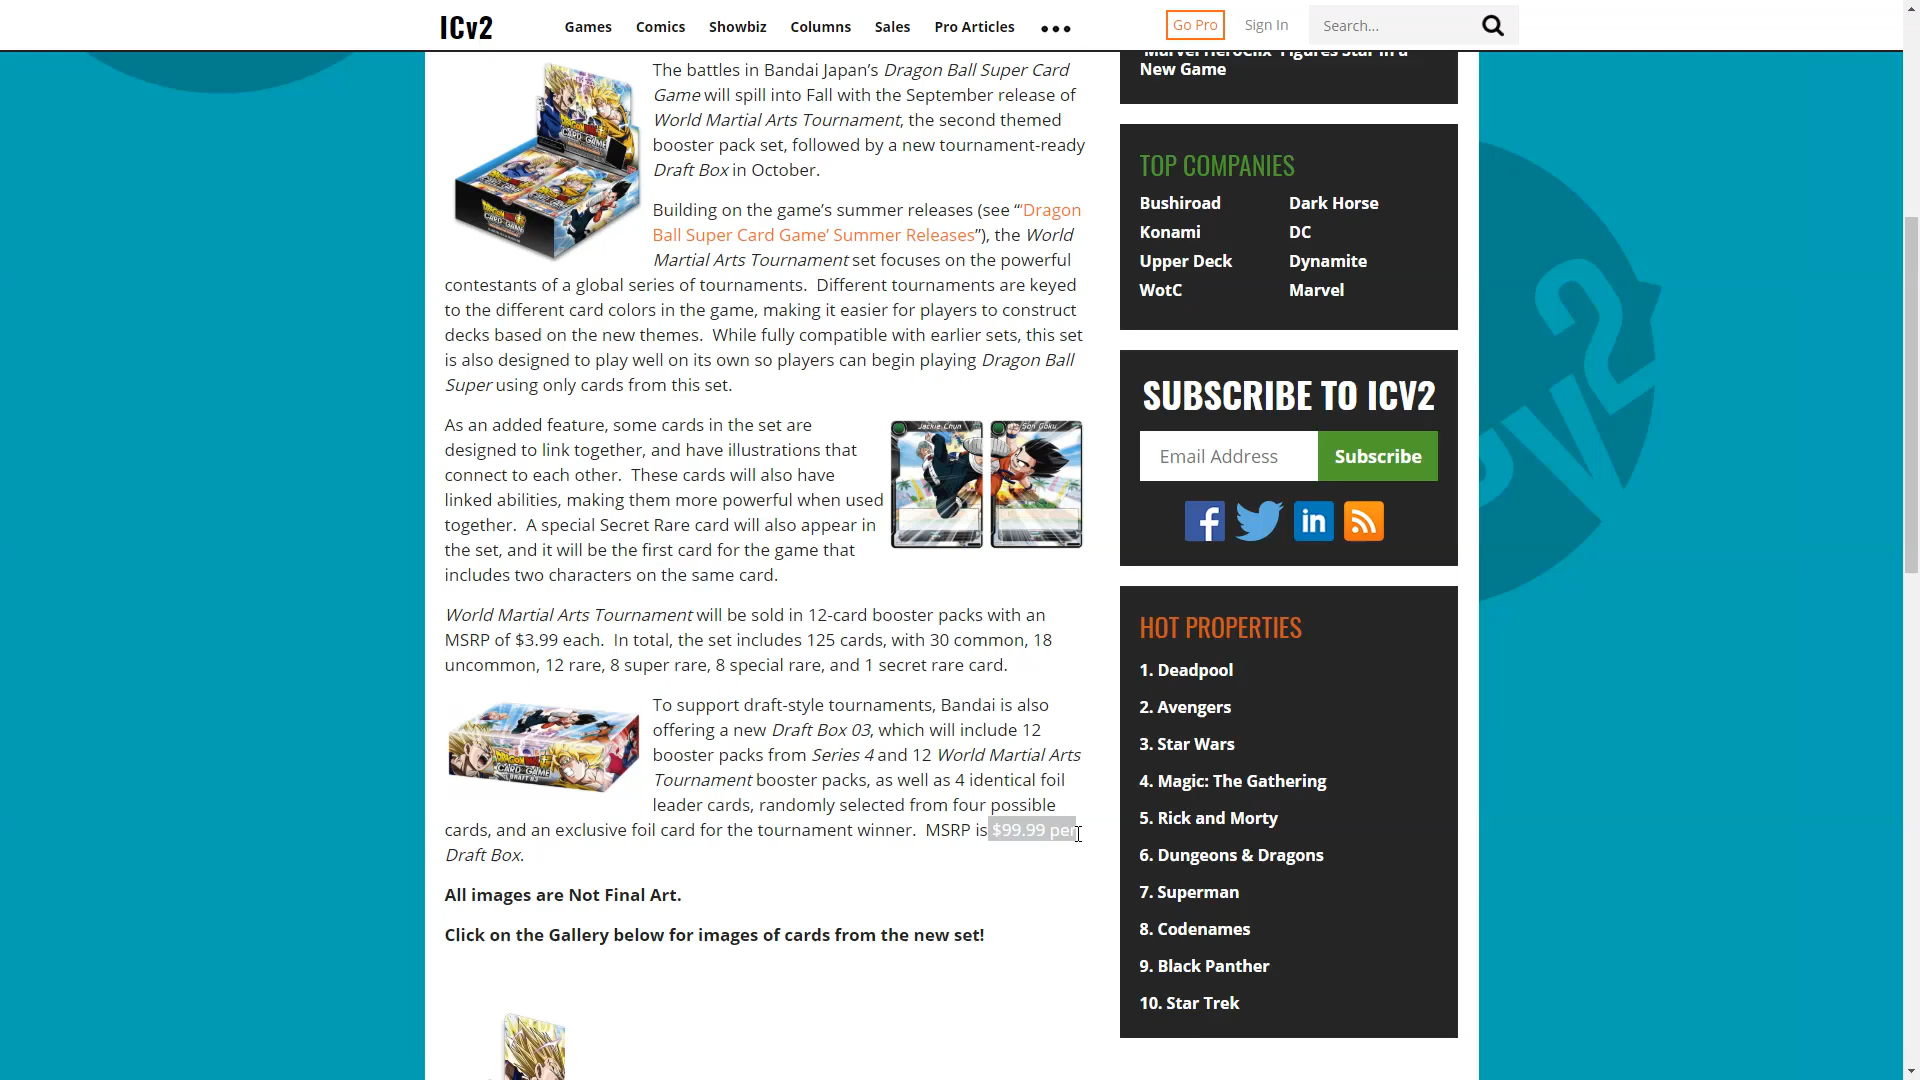 ICv2
Games
Comics
Showbiz
Columns
Sales
Pro Articles
Go Pro
Sign In
Search...
The battles in Bandai Japan’s Dragon Ball Super Card
Game will spill into Fall with the September release of
World Martial Arts Tournament, the second themed
booster pack set, followed by a new tournament-ready
Draft Box in October.
Building on the game’s summer releases (see “‘Dragon
Ball Super Card Game’ Summer Releases”), the World
Martial Arts Tournament set focuses on the powerful
contestants of a global series of tournaments.  Different tournaments are keyed
to the different card colors in the game, making it easier for players to construct
decks based on the new themes.  While fully compatible with earlier sets, this set
is also designed to play well on its own so players can begin playing Dragon Ball
Super using only cards from this set.
As an added feature, some cards in the set are
designed to link together, and have illustrations that
connect to each other.  These cards will also have
linked abilities, making them more powerful when used
together.  A special Secret Rare card will also appear in
the set, and it will be the first card for the game that
includes two characters on the same card.
Jackie Chun
Son Goku
World Martial Arts Tournament will be sold in 12-card booster packs with an
MSRP of $3.99 each.  In total, the set includes 125 cards, with 30 common, 18
uncommon, 12 rare, 8 super rare, 8 special rare, and 1 secret rare card.
To support draft-style tournaments, Bandai is also
offering a new Draft Box 03, which will include 12
booster packs from Series 4 and 12 World Martial Arts
Tournament booster packs, as well as 4 identical foil
leader cards, randomly selected from four possible
cards, and an exclusive foil card for the tournament winner.  MSRP is $99.99 per
Draft Box.
All images are Not Final Art.
Click on the Gallery below for images of cards from the new set!
'Marvel HeroClix' Figures Star in a
New Game
TOP COMPANIES
Bushiroad
Dark Horse
Konami
DC
Upper Deck
Dynamite
WotC
Marvel
SUBSCRIBE TO ICV2
Email Address
Subscribe
HOT PROPERTIES
1. Deadpool
2. Avengers
3. Star Wars
4. Magic: The Gathering
5. Rick and Morty
6. Dungeons & Dragons
7. Superman
8. Codenames
9. Black Panther
10. Star Trek